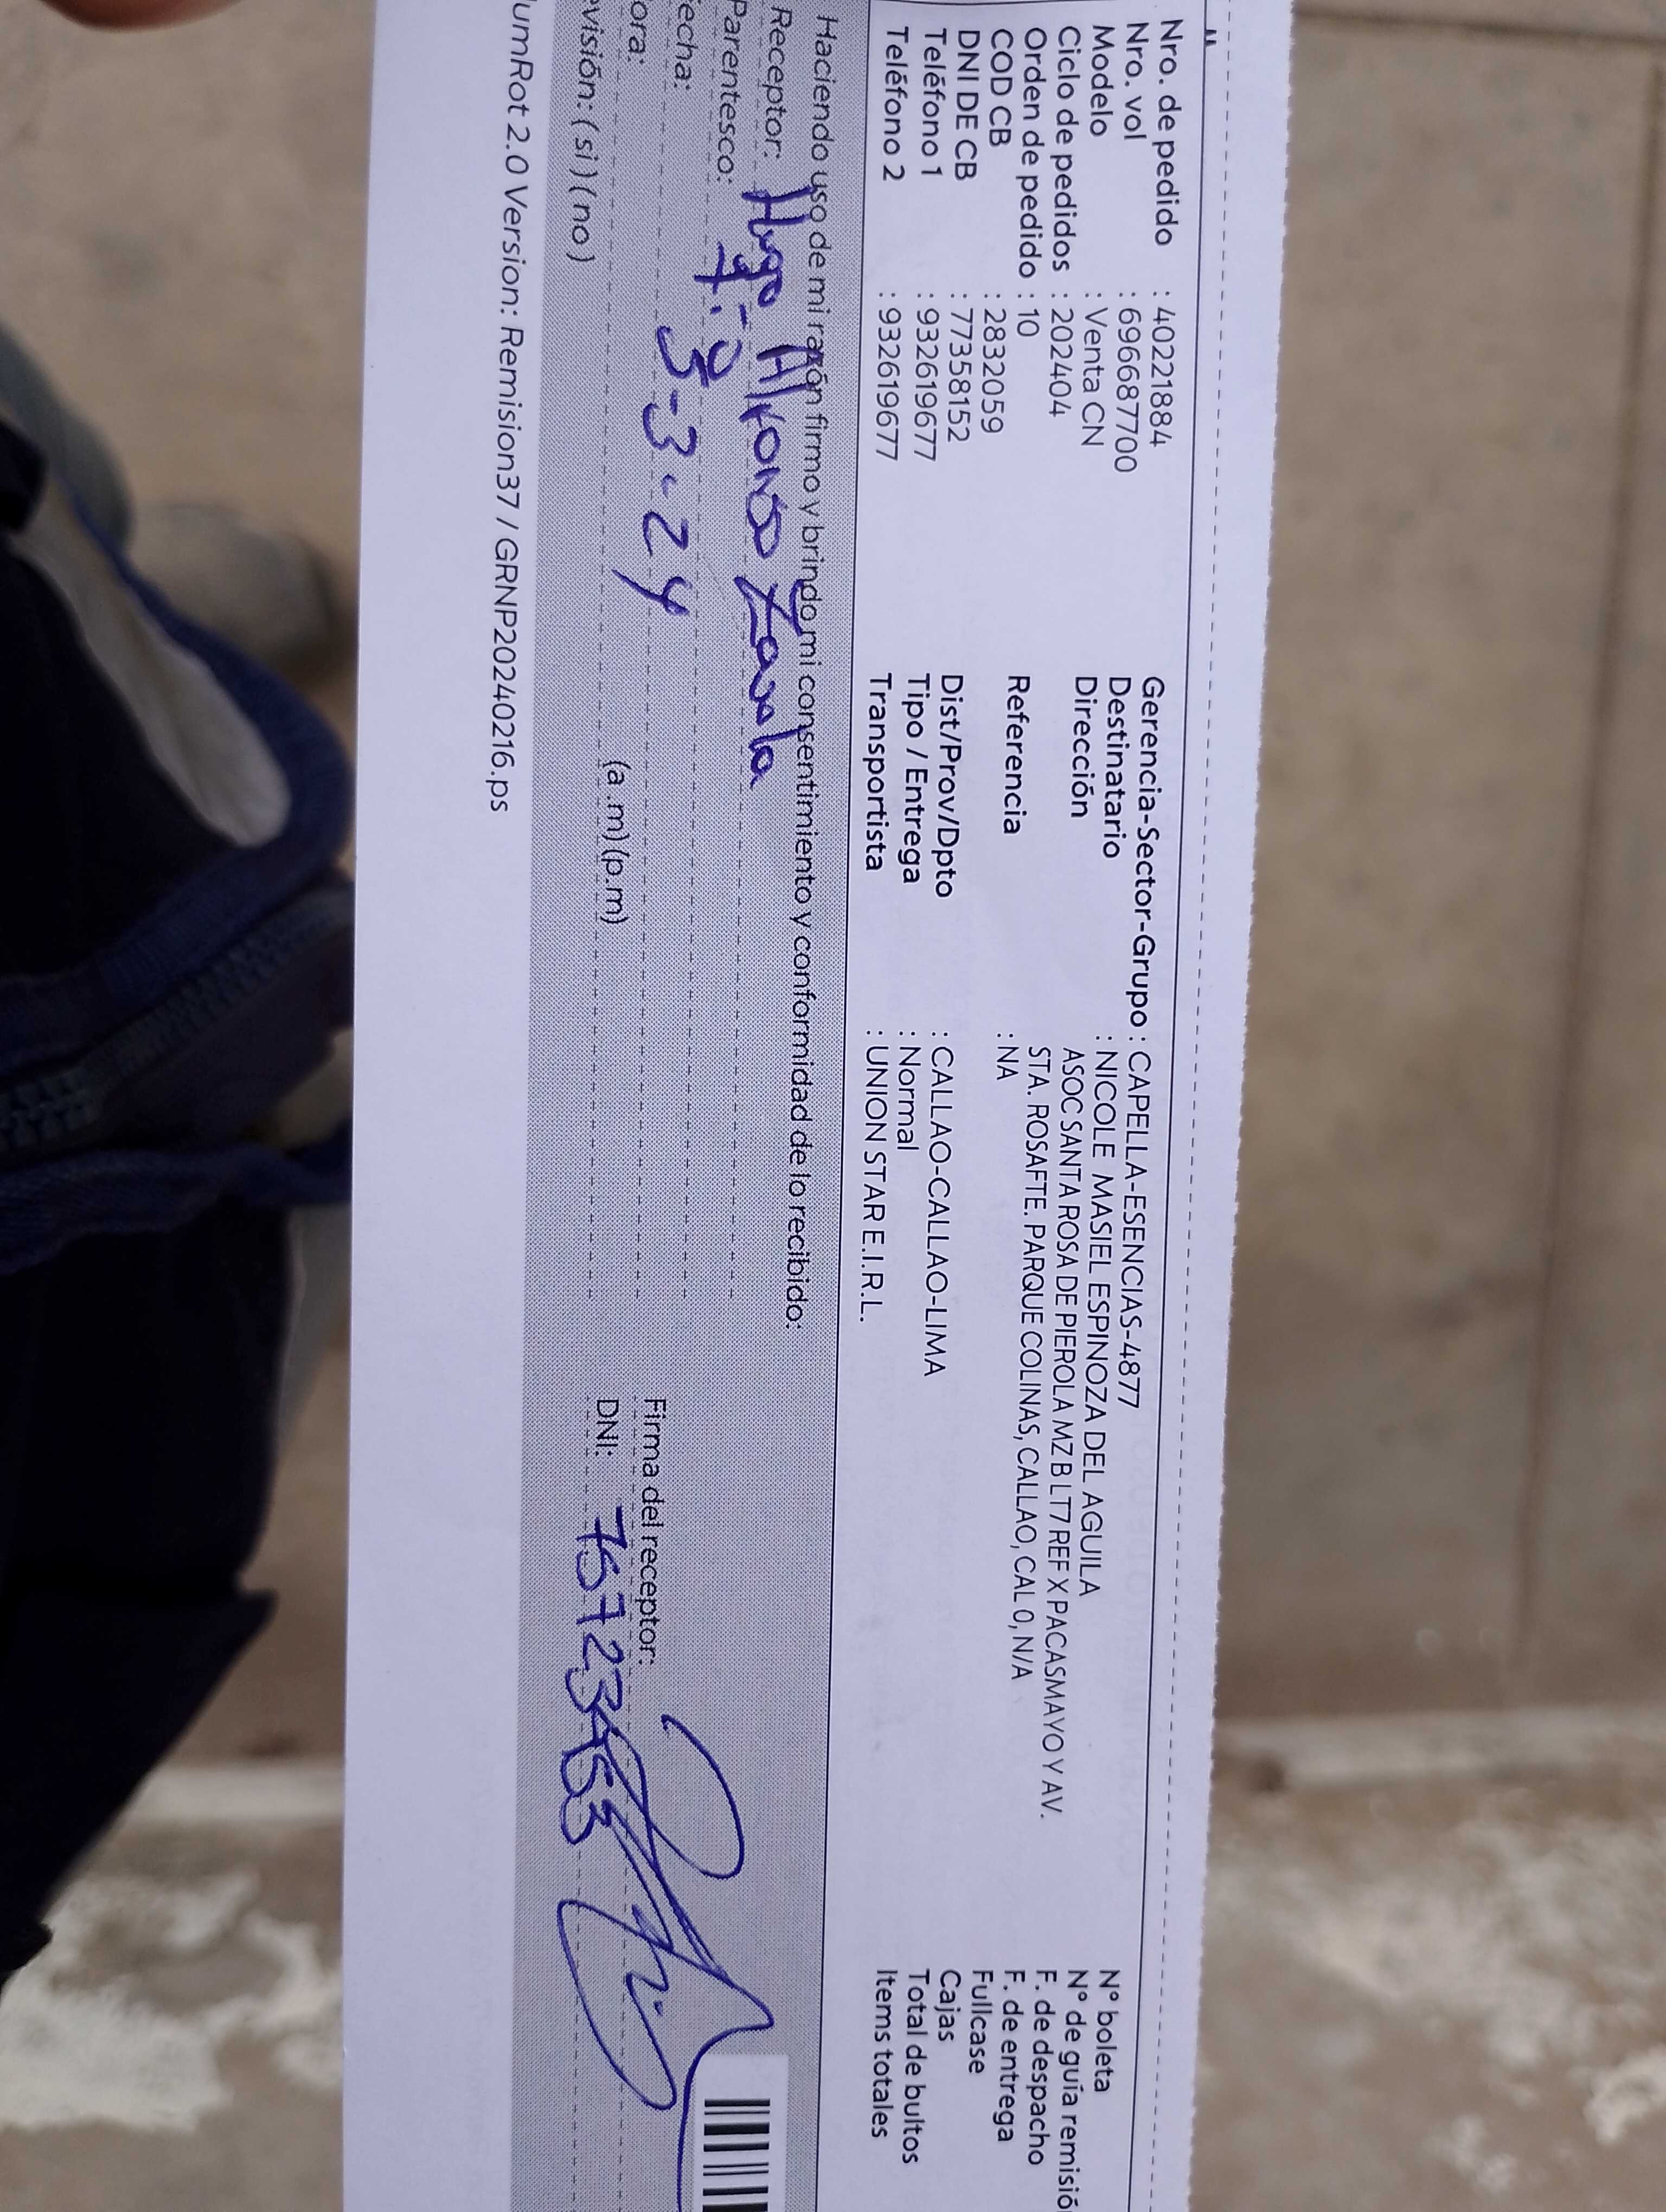 Nro. de pedido : 40221884
Nro. vol : 696687700
Modelo : Venta CN
Ciclo de pedidos : 202404
Orden de pedido : 10
COD CB : 2832059
DNI DE CB : 77358152
Teléfono 1 : 932619677
Teléfono 2 : 932619677
Gerencia-Sector-Grupo : CAPELLA-ESENCIAS-4877
Destinatario : NICOLE MASIEL ESPINOZA DEL AGUILA
Dirección ASOC SANTA ROSA DE PIEROLA MZ B LT7 REF X PACASMAYO Y AV.
STA. ROSAFTE. PARQUE COLINAS, CALLAO, CAL 0, N/A
Referencia : NA
Dist/Prov/Dpto : CALLAO-CALLAO-LIMA
Tipo / Entrega : Normal
Transportista : UNION STAR E.I.R.L.
N° boleta
N° de guía remisió
F. de despacho
F. de entrega
Fullcase
Cajas
Total de bultos
Items totales
Haciendo uso de mi razón firmo y brindo mi consentimiento y conformidad de lo recibido:
Receptor: Hugo
Parentesco:
echa: 5-3-24
ora: (a.m)(p.m)
evisión: (si) (no)
Firma del receptor:
DNI:
umRot 2.0 Version: Remision37 / GRNP20240216.ps